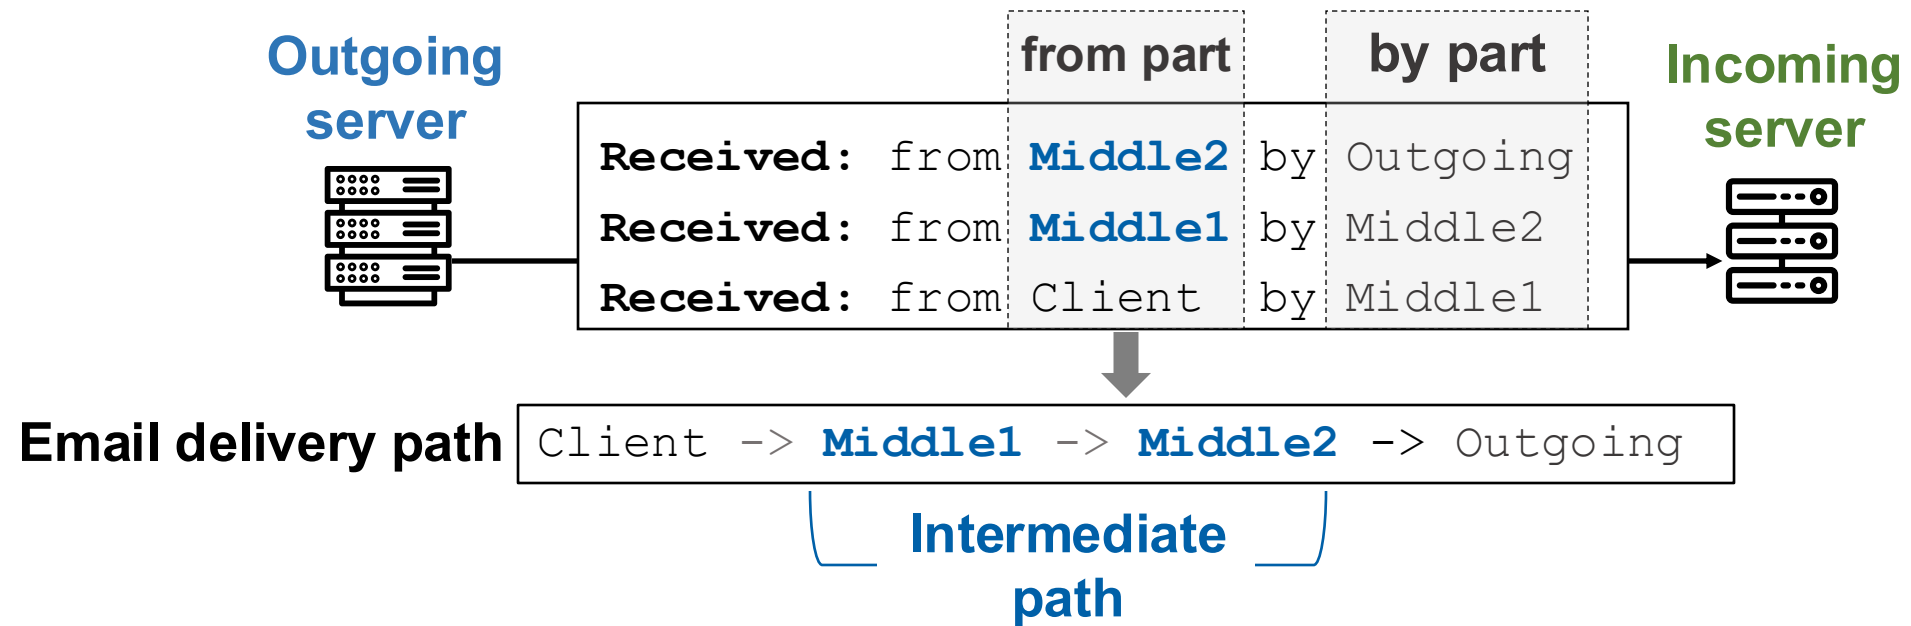 Outgoing
server
from part
by part
Incoming
server
Received: from Middle2 by Outgoing
Received: from Middle1 by Middle2
Received: from Client by Middle1
Email delivery path
Client -> Middle1 -> Middle2 -> Outgoing
Intermediate
path